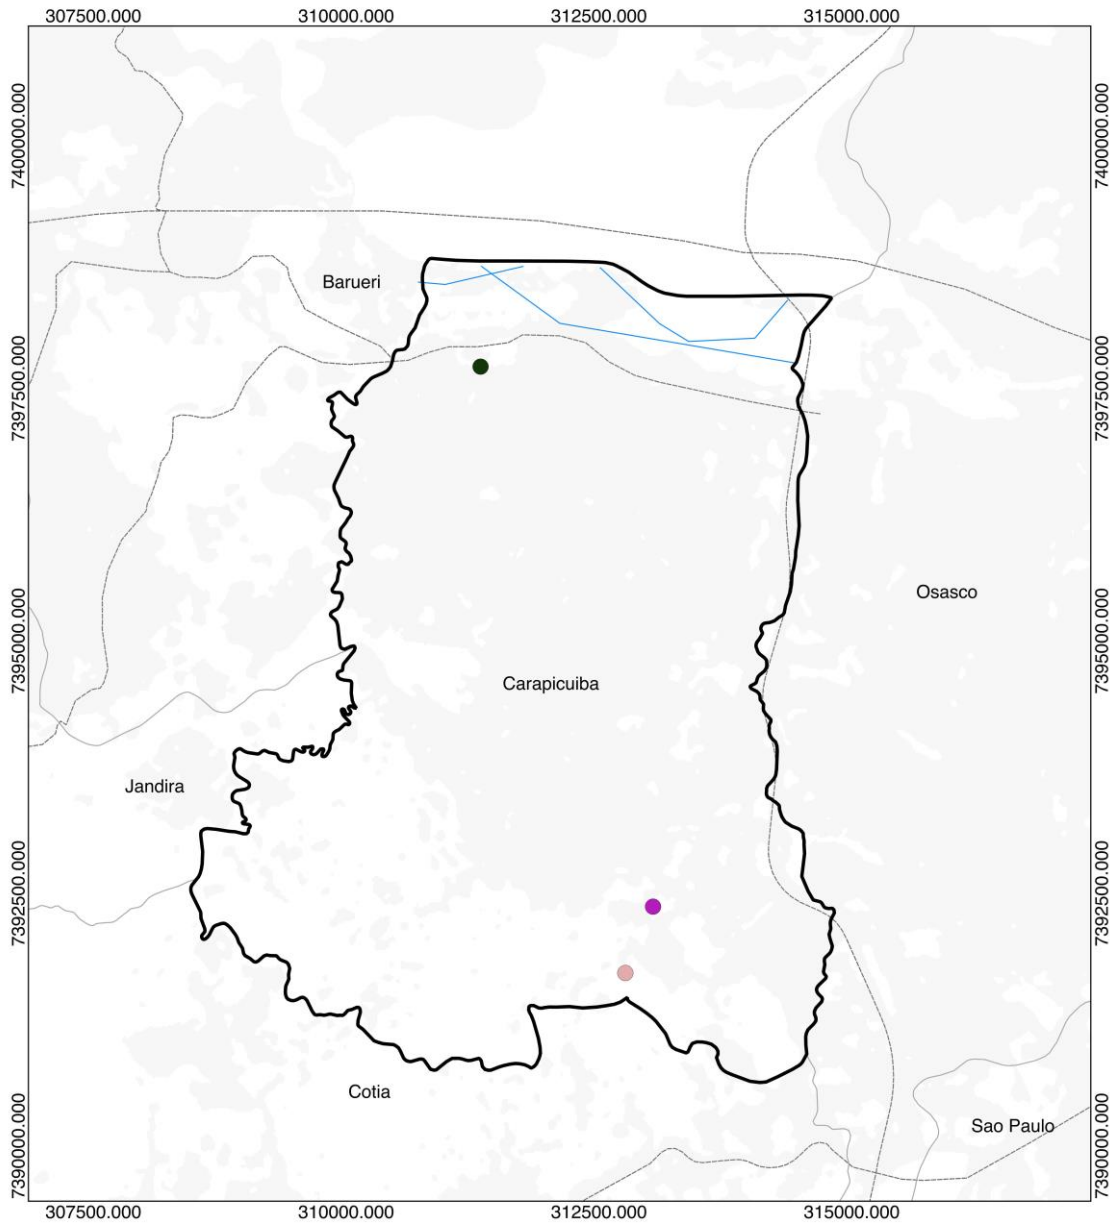 307500.000 310000.000 312500.000 315000.000
7400000.000 7400000.000
Barueri
7397500.000 7397500.000
Osasco
7395000.000 7395000.000
Carapicuiba
Jandira
7392500.000 7392500.000
Cotia
Sao Paulo
7390000.000 7390000.000
307500.000 310000.000 312500.000 315000.000